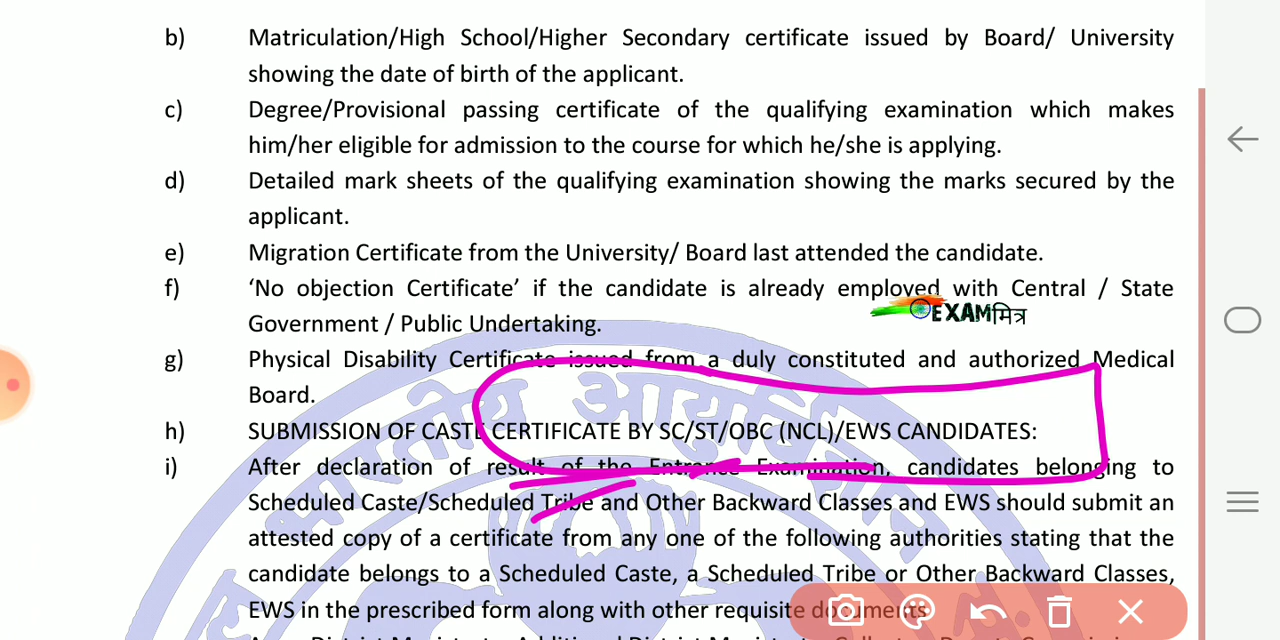 b) Matriculation/High School/Higher Secondary certificate issued by Board/ University
showing the date of birth of the applicant.
c) Degree/Provisional passing certificate of the qualifying examination which makes
him/her eligible for admission to the course for which he/she is applying.
d) Detailed mark sheets of the qualifying examination showing the marks secured by the
applicant.
e) Migration Certificate from the University/ Board last attended the candidate.
f) ‘No objection Certificate’ if the candidate is already employed with Central / State
EXAMमित्र
Government / Public Undertaking.
g) Physical Disability Certificate issued from a duly constituted and authorized Medical
Board.
h) SUBMISSION OF CASTE CERTIFICATE BY SC/ST/OBC (NCL)/EWS CANDIDATES:
i) After declaration of result of the Entrance Examination, candidates belonging to
Scheduled Caste/Scheduled Tribe and Other Backward Classes and EWS should submit an
attested copy of a certificate from any one of the following authorities stating that the
candidate belongs to a Scheduled Caste, a Scheduled Tribe or Other Backward Classes,
EWS in the prescribed form along with other requisite documents